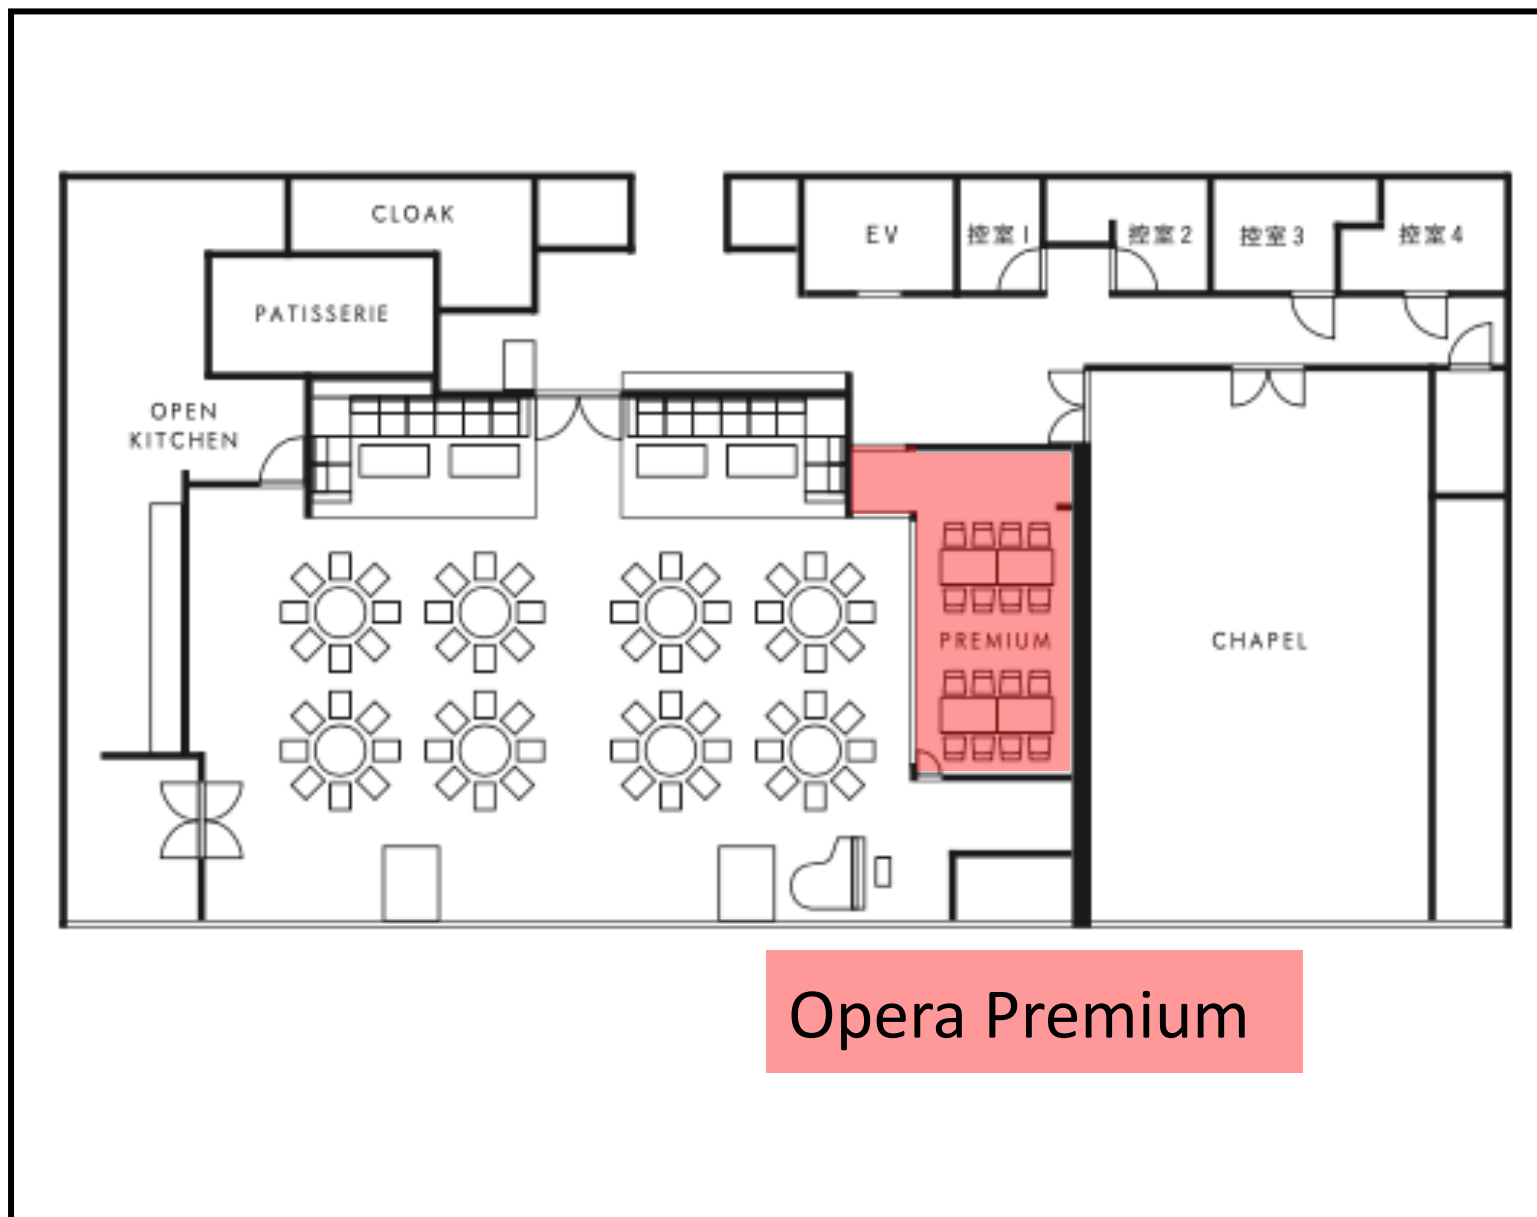 CLOAK
EV
控室1
控室2
控室3
控室4
PATISSERIE
OPEN
KITCHEN
PREMIUM
CHAPEL
Opera Premium